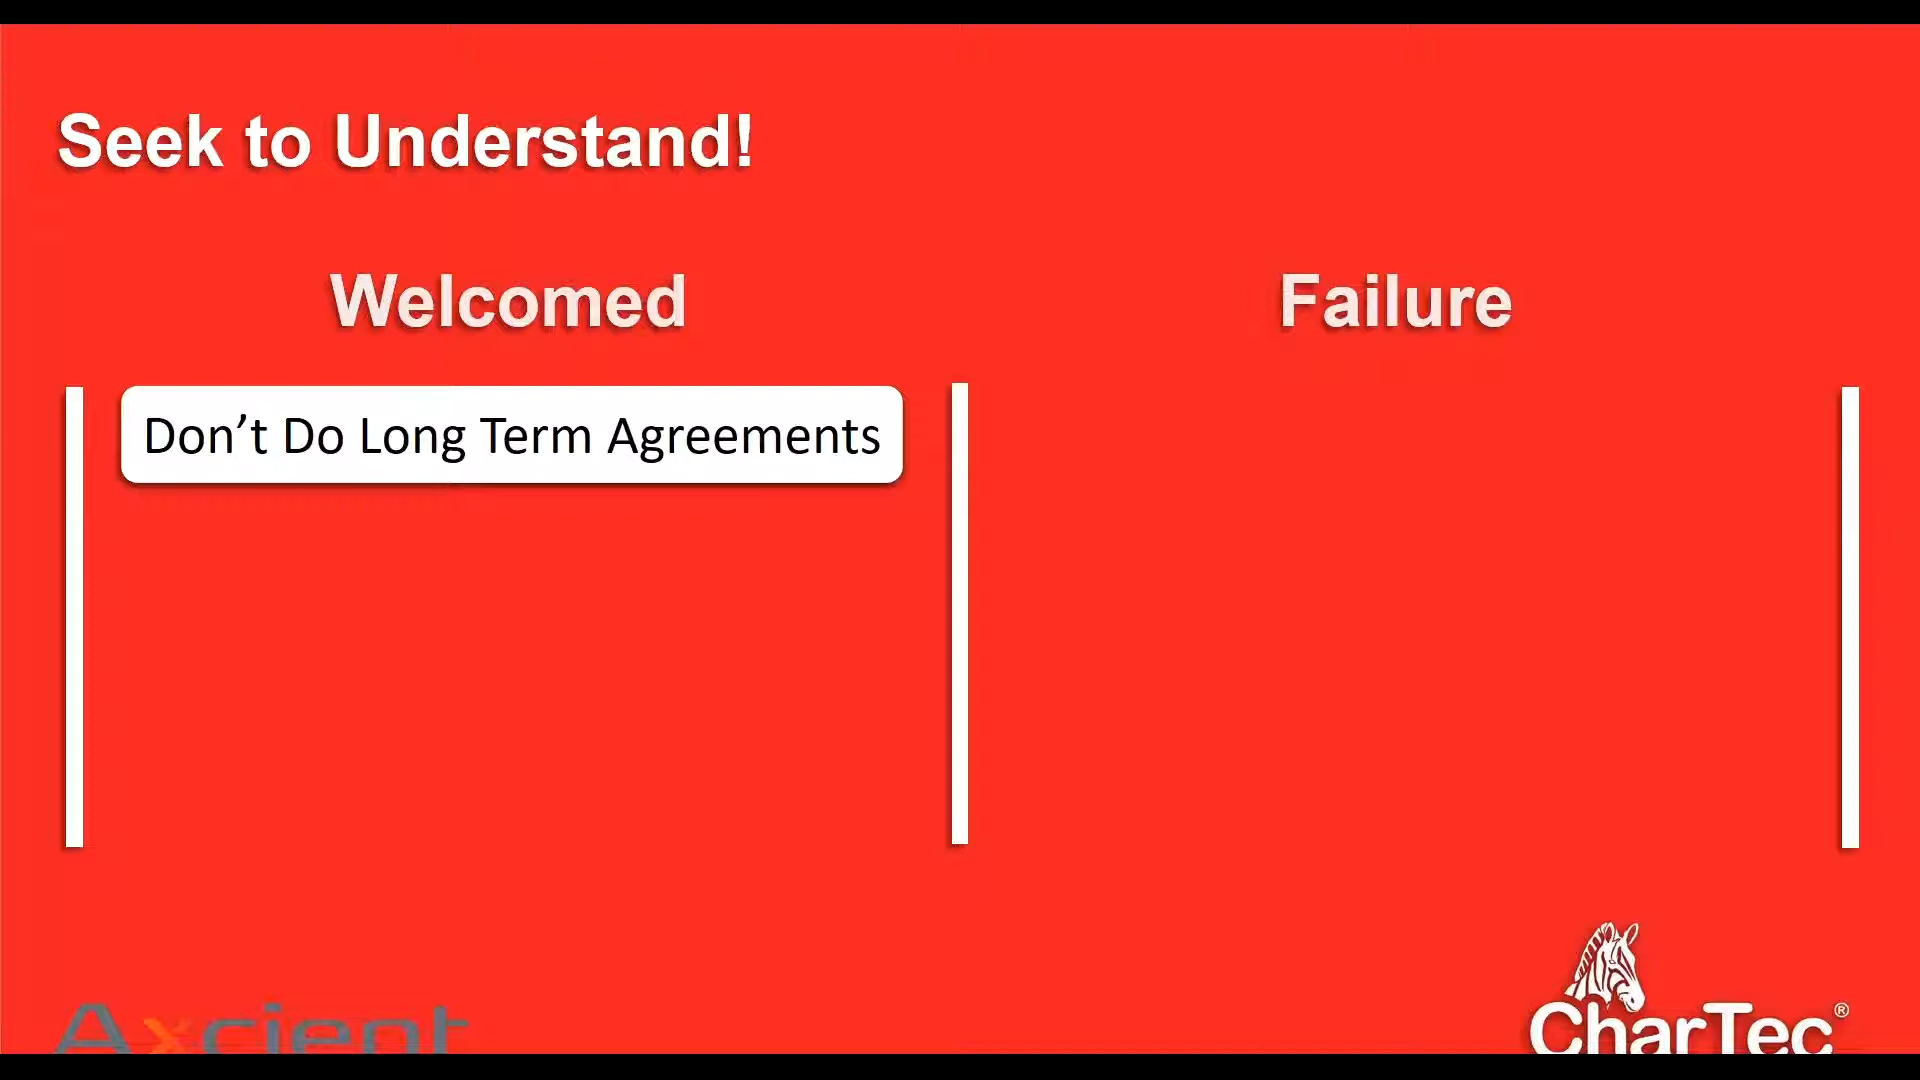 Seek to Understand!
Welcomed
Failure
Don’t Do Long Term Agreements
Axcient
CharTec®